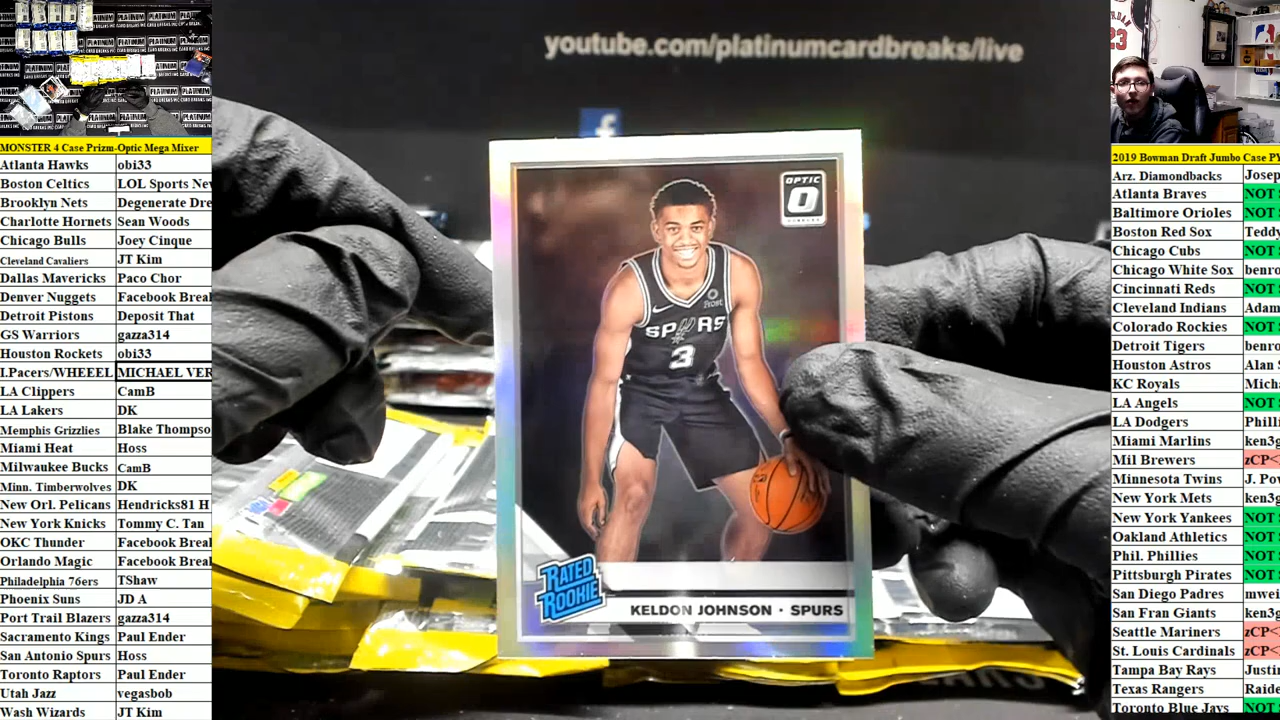 youtube.com/platinumcardbreaks/live
f
MONSTER 4 Case Prizm-Optic Mega Mixer
Atlanta Hawks obi33
Boston Celtics LOL Sports Nev
Brooklyn Nets Degenerate Dre
Charlotte Hornets Sean Woods
Chicago Bulls Joey Cinque
Cleveland Cavaliers JT Kim
Dallas Mavericks Paco Chor
Denver Nuggets Facebook Brea
Detroit Pistons Deposit That
GS Warriors gazza314
Houston Rockets obi33
I.Pacers/WHEEEL MICHAEL VER
LA Clippers CamB
LA Lakers DK
Memphis Grizzlies Blake Thompso
Miami Heat Hoss
Milwaukee Bucks CamB
Minn. Timberwolves DK
New Orl. Pelicans Hendricks81 H
New York Knicks Tommy C. Tan
OKC Thunder Facebook Brea
Orlando Magic Facebook Brea
Philadelphia 76ers TShaw
Phoenix Suns JD A
Port Trail Blazers gazza314
Sacramento Kings Paul Ender
San Antonio Spurs Hoss
Toronto Raptors Paul Ender
Utah Jazz vegasbob
Wash Wizards JT Kim
OPTIC
SPURS
3
RATED ROOKIE
KELDON JOHNSON · SPURS
23
2019 Bowman Draft Jumbo Case PY
Arz. Diamondbacks Josep
Atlanta Braves NOT
Baltimore Orioles NOT
Boston Red Sox Teddy
Chicago Cubs NOT
Chicago White Sox benro
Cincinnati Reds NOT
Cleveland Indians Adam
Colorado Rockies NOT
Detroit Tigers benro
Houston Astros Alan S
KC Royals Micha
LA Angels NOT
LA Dodgers Philli
Miami Marlins ken3g
Mil Brewers zCP<
Minnesota Twins J. Pow
New York Mets ken3g
New York Yankees NOT
Oakland Athletics NOT
Phil. Phillies NOT
Pittsburgh Pirates NOT
San Diego Padres mwei
San Fran Giants ken3g
Seattle Mariners zCP<
St. Louis Cardinals zCP<
Tampa Bay Rays Justin
Texas Rangers Raide
Toronto Blue Jays NOT